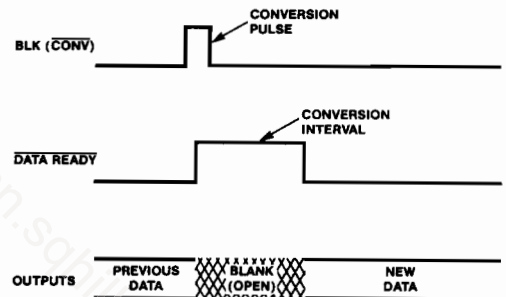 CONVERSION
PULSE
BLK (CONV)
CONVERSION
INTERVAL
DATA READY
OUTPUTS
PREVIOUS
DATA
BLANK
(OPEN)
NEW
DATA